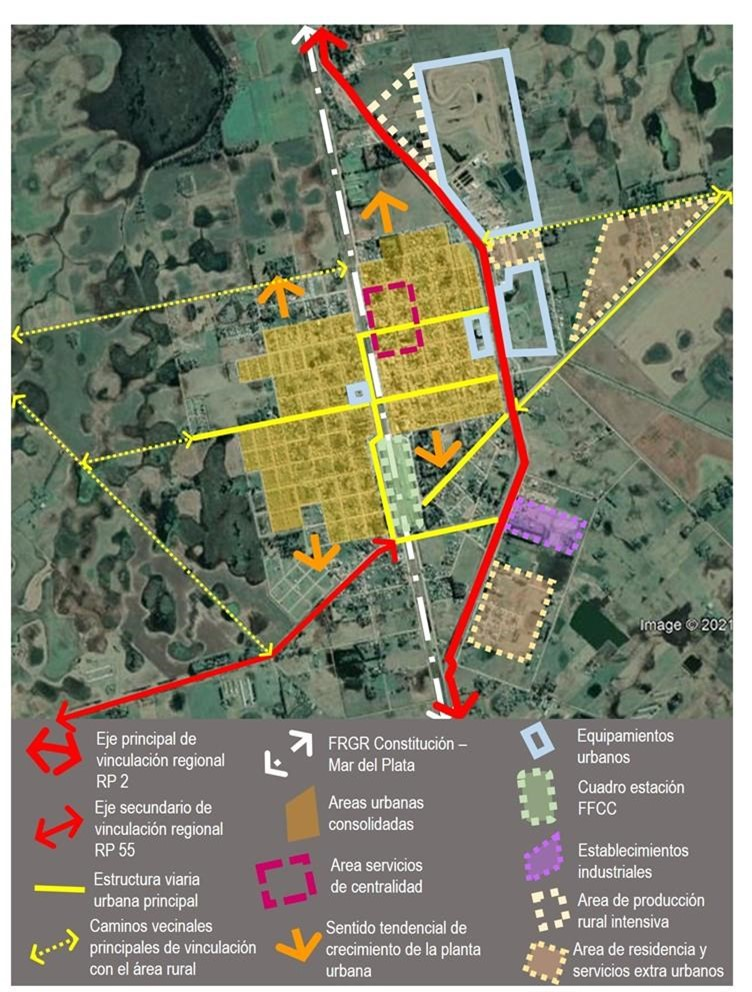 Image © 2021
Eje principal de
vinculación regional
RP 2
Eje secundario de
vinculación regional
RP 55
Estructura viaria
urbana principal
Caminos vecinales
principales de vinculación
con el área rural
FRGR Constitución –
Mar del Plata
Areas urbanas
consolidadas
Area servicios
de centralidad
Sentido tendencial de
crecimiento de la planta
urbana
Equipamientos
urbanos
Cuadro estación
FFCC
Establecimientos
industriales
Area de producción
rural intensiva
Area de residencia y
servicios extra urbanos